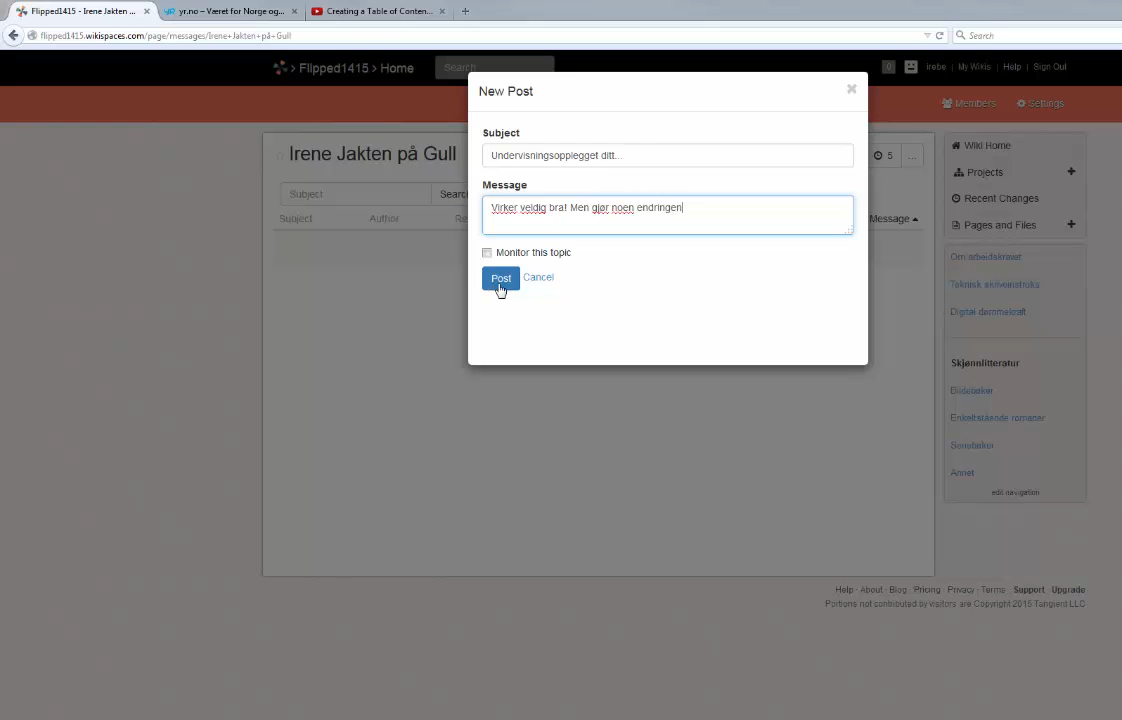 Flipped1415 - Irene Jakten ...
yr.no – Været for Norge og...
Creating a Table of Conten...
flipped1415.wikispaces.com/page/messages/Irene+Jakten+på+Gull
Search
> Flipped1415 > Home
Search
0
irebe
My Wikis
Help
Sign Out
Members
Settings
New Post
Subject
Undervisningsopplegget ditt...
Message
Virker veldig bra! Men gjør noen endringen
Monitor this topic
Post
Cancel
Irene Jakten på Gull
5
...
Subject
Searc
Subject
Author
Re
Message
Wiki Home
Projects
Recent Changes
Pages and Files
Om arbeidskravet
Teknisk skriveinstruks
Digital dømmekraft
Skjønnlitteratur
Bildebøker
Enkeltstående romaner
Seriebøker
Annet
edit navigation
Help · About · Blog · Pricing · Privacy · Terms · Support · Upgrade
Portions not contributed by visitors are Copyright 2015 Tangient LLC